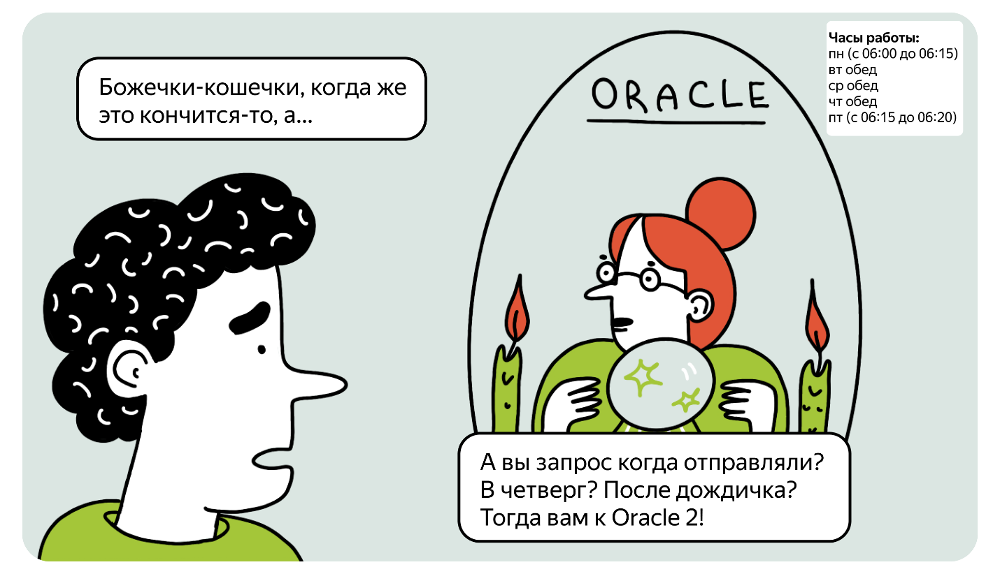 Божечки-кошечки, когда же
это кончится-то, а...
ORACLE
Часы работы:
пн (с 06:00 до 06:15)
вт обед
ср обед
чт обед
пт (с 06:15 до 06:20)
А вы запрос когда отправляли?
В четверг? После дождичка?
Тогда вам к Oracle 2!